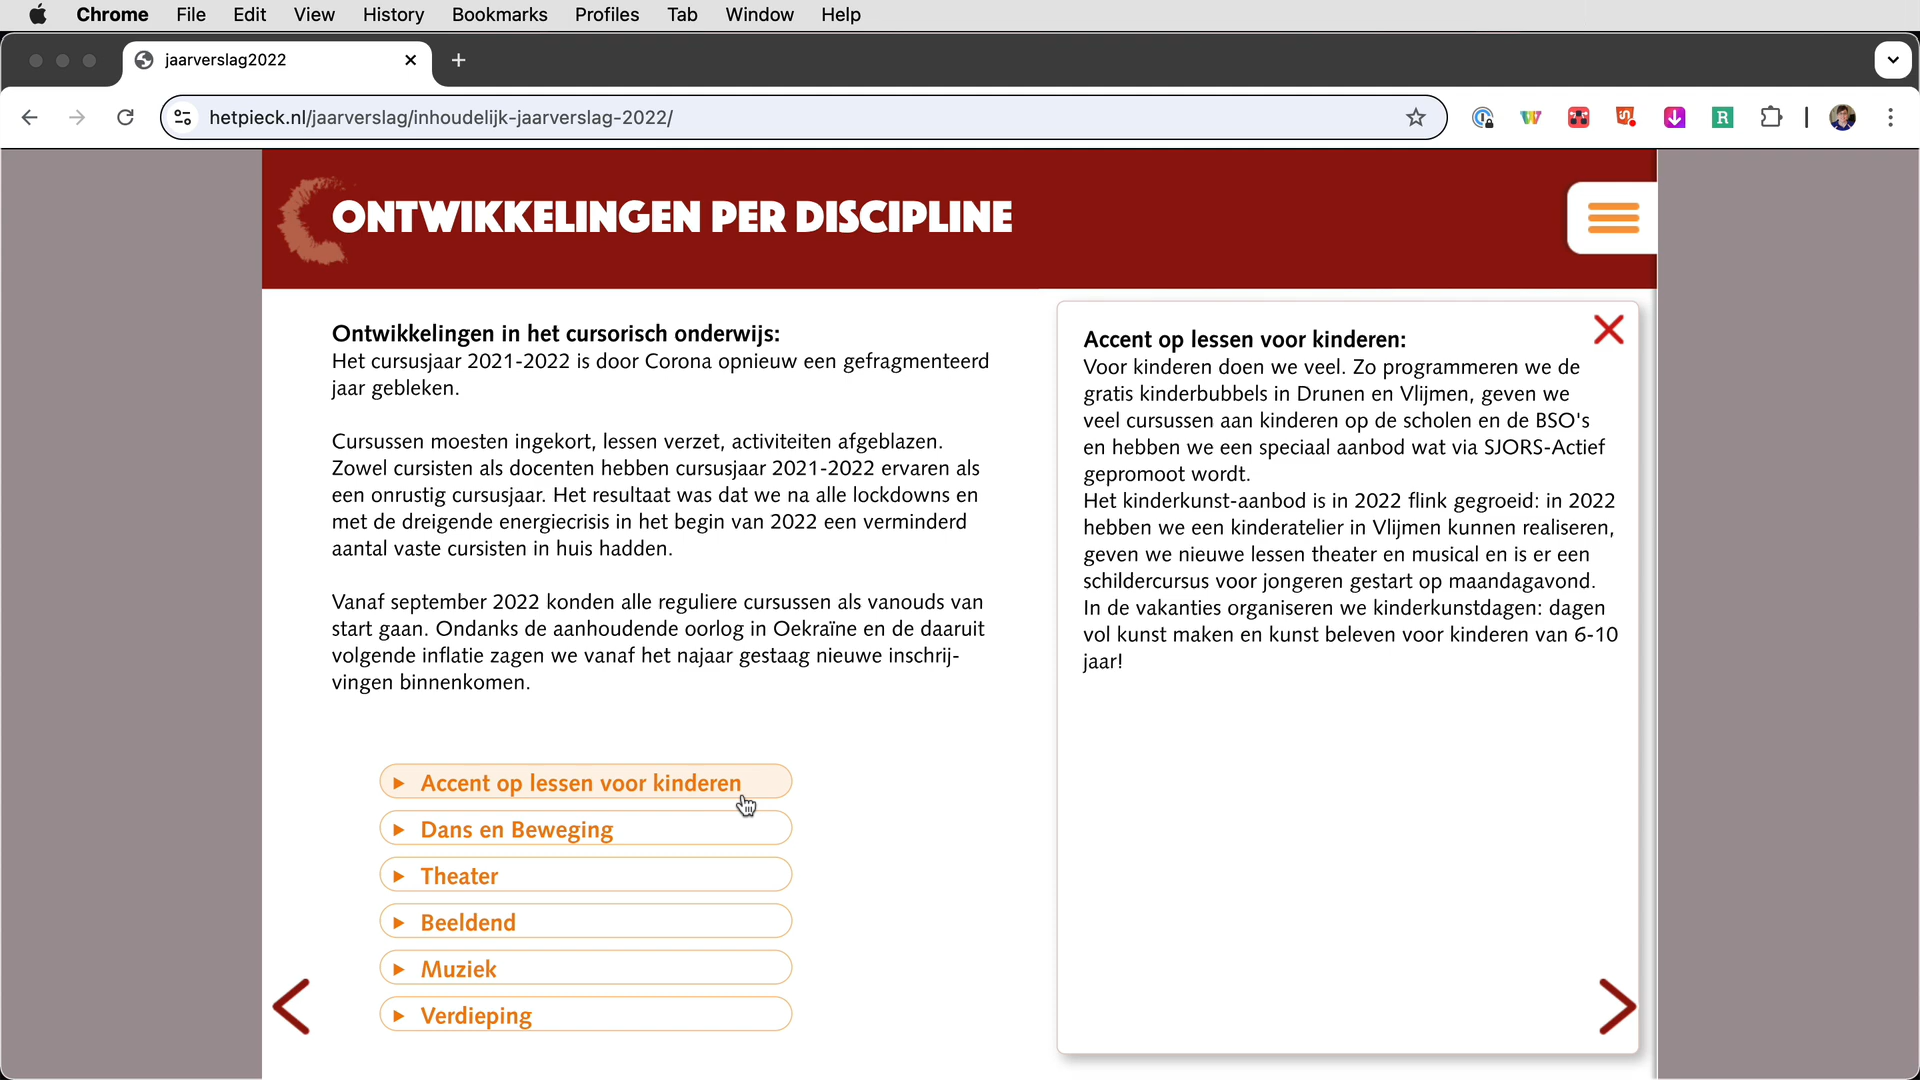 Chrome File Edit View History Bookmarks Profiles Tab Window Help
jaarverslag2022
hetpieck.nl/jaarverslag/inhoudelijk-jaarverslag-2022/
ONTWIKKELINGEN PER DISCIPLINE
Ontwikkelingen in het cursorisch onderwijs:
Het cursusjaar 2021-2022 is door Corona opnieuw een gefragmenteerd
jaar gebleken.
Cursussen moesten ingekort, lessen verzet, activiteiten afgeblazen.
Zowel cursisten als docenten hebben cursusjaar 2021-2022 ervaren als
een onrustig cursusjaar. Het resultaat was dat we na alle lockdowns en
met de dreigende energiecrisis in het begin van 2022 een verminderd
aantal vaste cursisten in huis hadden.
Vanaf september 2022 konden alle reguliere cursussen als vanouds van
start gaan. Ondanks de aanhoudende oorlog in Oekraïne en de daaruit
volgende inflatie zagen we vanaf het najaar gestaag nieuwe inschrij-
vingen binnenkomen.
Accent op lessen voor kinderen
Dans en Beweging
Theater
Beeldend
Muziek
Verdieping
Accent op lessen voor kinderen:
Voor kinderen doen we veel. Zo programmeren we de
gratis kinderbubbels in Drunen en Vlijmen, geven we
veel cursussen aan kinderen op de scholen en de BSO's
en hebben we een speciaal aanbod wat via SJORS-Actief
gepromoot wordt.
Het kinderkunst-aanbod is in 2022 flink gegroeid: in 2022
hebben we een kinderatelier in Vlijmen kunnen realiseren,
geven we nieuwe lessen theater en musical en is er een
schildercursus voor jongeren gestart op maandagavond.
In de vakanties organiseren we kinderkunstdagen: dagen
vol kunst maken en kunst beleven voor kinderen van 6-10
jaar!